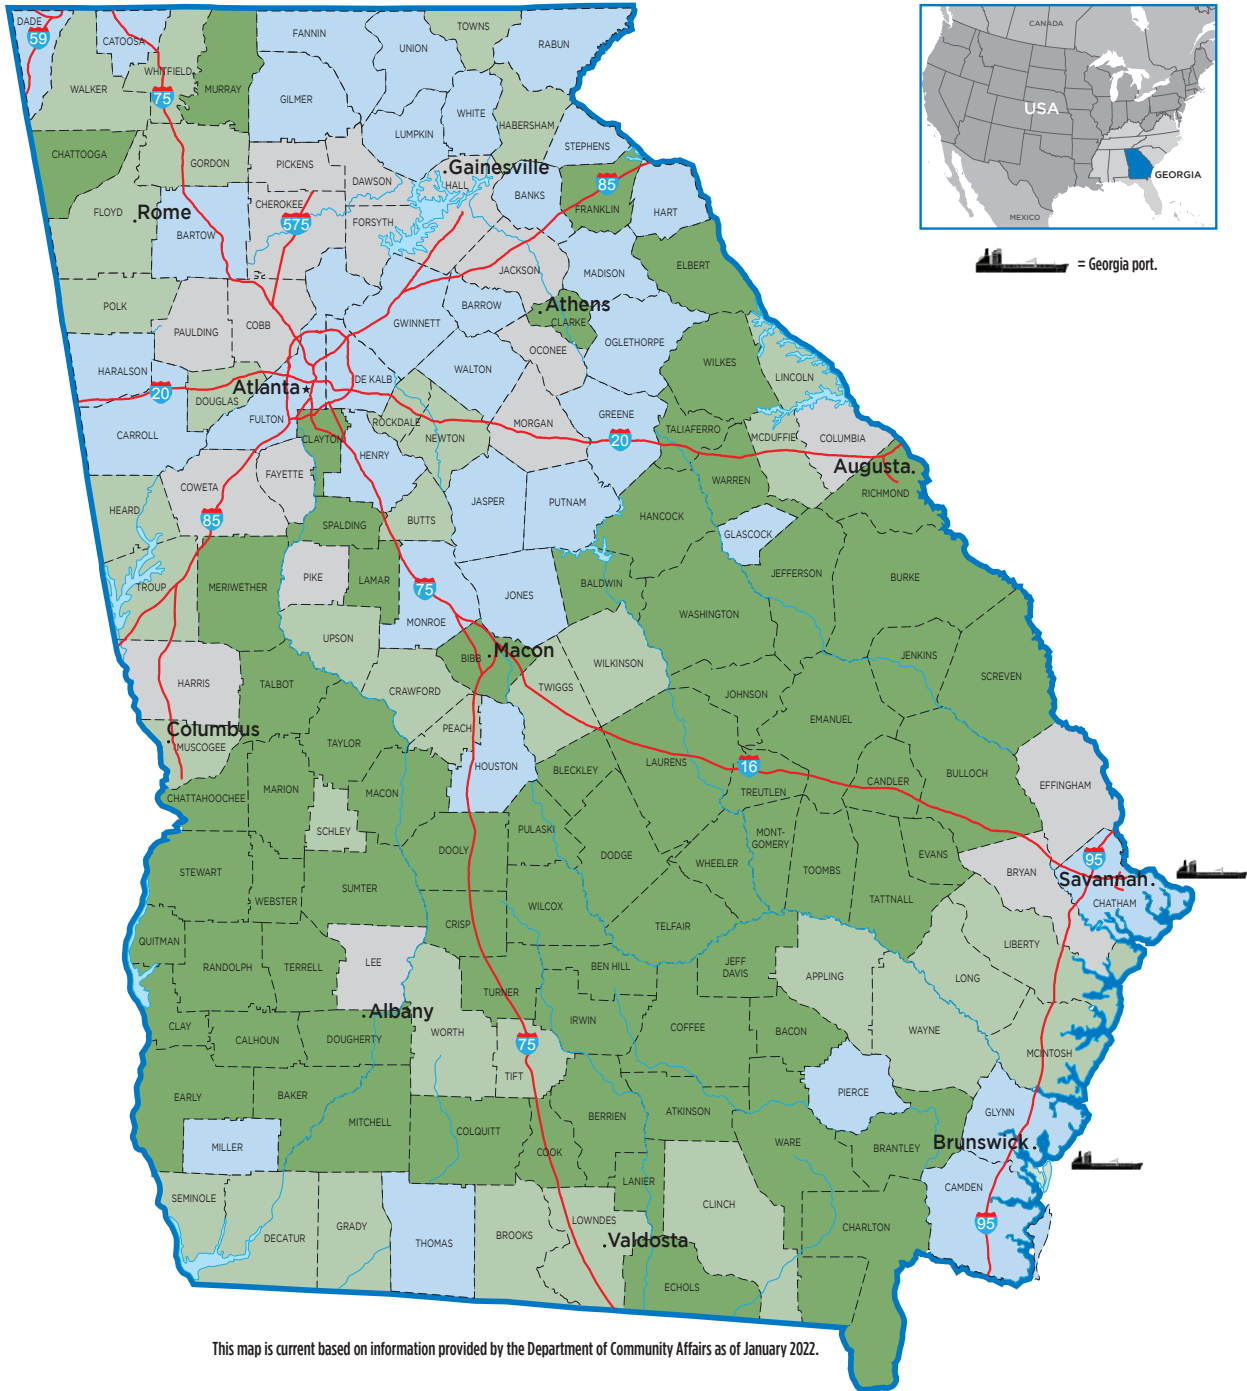 DADE
59
CATOOSA
FANNIN
UNION
TOWNS
RABUN
WALKER
WHITFIELD
75
MURRAY
GILMER
WHITE
LUMPKIN
HABERSHAM
STEPHENS
CHATTOOGA
GORDON
PICKENS
DAWSON
Gainesville
HALL
BANKS
85
FRANKLIN
HART
FLOYD
Rome
CHEROKEE
575
FORSYTH
BARTOW
JACKSON
MADISON
ELBERT
POLK
PAULDING
COBB
GWINNETT
BARROW
Athens
CLARKE
OCONEE
OGLETHORPE
HARALSON
20
Atlanta
DE KALB
WALTON
WILKES
LINCOLN
DOUGLAS
CARROLL
FULTON
CLAYTON
ROCKDALE
NEWTON
MORGAN
GREENE
20
TALIAFERRO
MCDUFFIE
COLUMBIA
HENRY
Augusta
RICHMOND
COWETA
FAYETTE
WARREN
HEARD
85
SPALDING
BUTTS
JASPER
PUTNAM
HANCOCK
GLASCOCK
TROUP
MERIWETHER
PIKE
LAMAR
75
JONES
BALDWIN
JEFFERSON
BURKE
MONROE
WASHINGTON
UPSON
BIBB
Macon
WILKINSON
JENKINS
SCREVEN
HARRIS
TALBOT
CRAWFORD
TWIGGS
JOHNSON
EMANUEL
Columbus
MUSCOGEE
TAYLOR
PEACH
HOUSTON
BLECKLEY
LAURENS
16
TREUTLEN
CANDLER
BULLOCH
EFFINGHAM
CHATTAHOOCHEE
MARION
MACON
SCHLEY
PULASKI
DOOLY
DODGE
WHEELER
MONT-
GOMERY
TOOMBS
EVANS
BRYAN
95
Savannah
CHATHAM
STEWART
WEBSTER
SUMTER
CRISP
WILCOX
TELFAIR
TATTNALL
QUITMAN
RANDOLPH
TERRELL
LEE
BEN HILL
JEFF
DAVIS
APPLING
LIBERTY
LONG
TURNER
CLAY
CALHOUN
Albany
DOUGHERTY
WORTH
75
TIFT
IRWIN
COFFEE
BACON
WAYNE
MCINTOSH
EARLY
BAKER
MITCHELL
COLQUITT
BERRIEN
ATKINSON
PIERCE
GLYNN
MILLER
COOK
WARE
BRANTLEY
Brunswick
SEMINOLE
DECATUR
GRADY
THOMAS
BROOKS
LOWNDES
Valdosta
LANIER
CLINCH
ECHOLS
CHARLTON
CAMDEN
95
CANADA
USA
GEORGIA
MEXICO
= Georgia port.
This map is current based on information provided by the Department of Community Affairs as of January 2022.